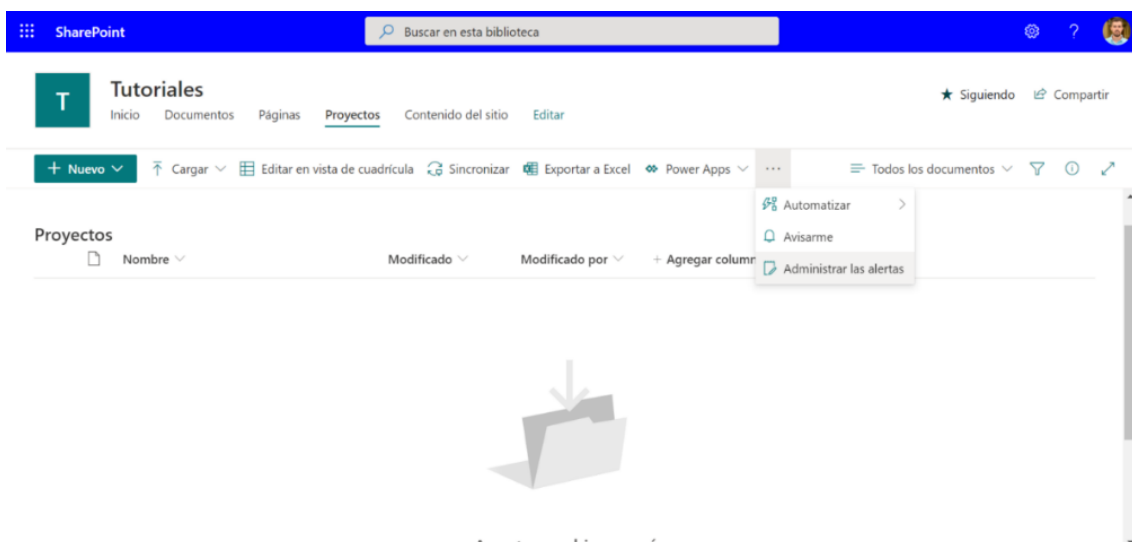 SharePoint Buscar en esta biblioteca ?
T Tutoriales
Inicio Documentos Páginas Proyectos Contenido del sitio Editar
Siguiendo Compartir
+ Nuevo Cargar Editar en vista de cuadrícula Sincronizar Exportar a Excel Power Apps ... Todos los documentos
Automatizar
Avisarme
Administrar las alertas
Proyectos
Nombre Modificado Modificado por + Agregar column